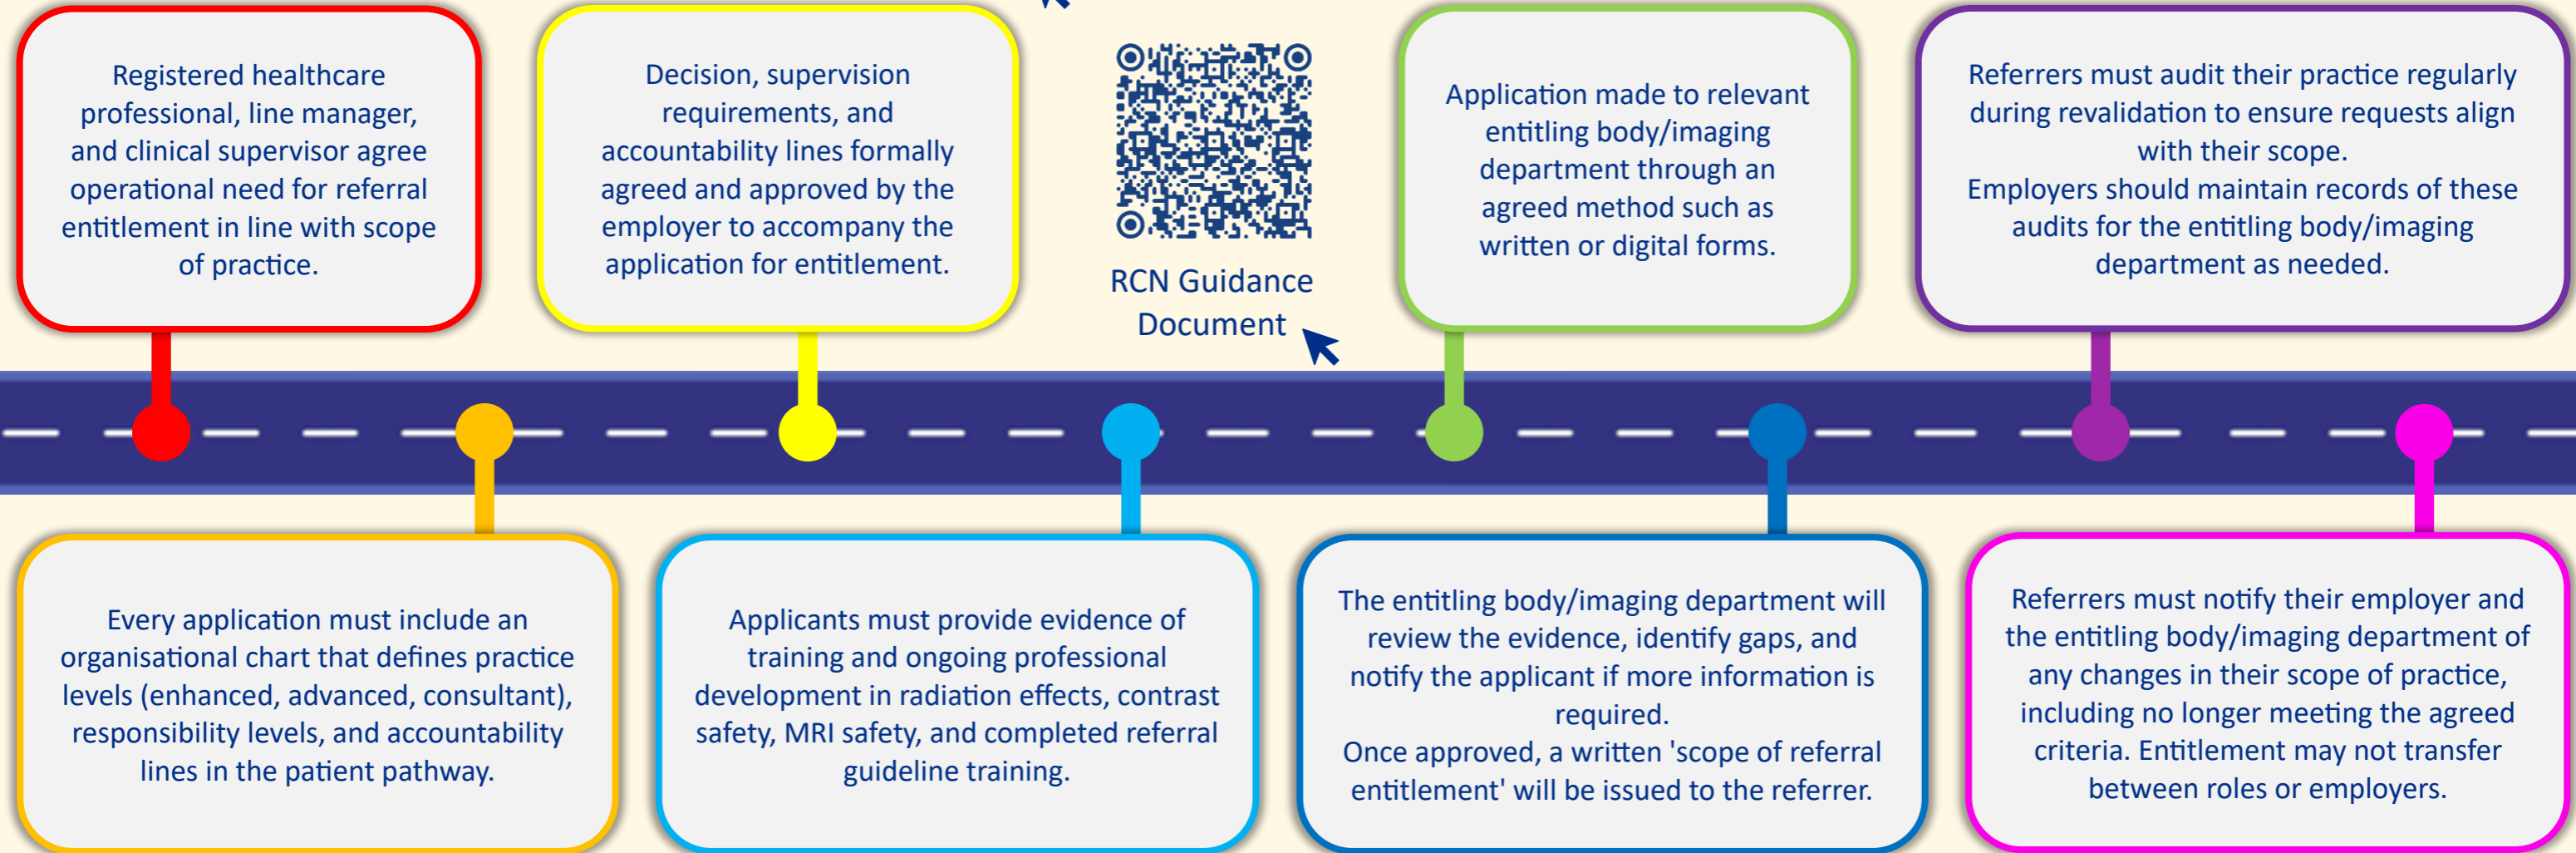 Registered healthcare
professional, line manager,
and clinical supervisor agree
operational need for referral
entitlement in line with scope
of practice.
Every application must include an
organisational chart that defines practice
levels (enhanced, advanced, consultant),
responsibility levels, and accountability
lines in the patient pathway.
Decision, supervision
requirements, and
accountability lines formally
agreed and approved by the
employer to accompany the
application for entitlement.
RCN Guidance
Document
Applicants must provide evidence of
training and ongoing professional
development in radiation effects, contrast
safety, MRI safety, and completed referral
guideline training.
Application made to relevant
entitling body/imaging
department through an
agreed method such as
written or digital forms.
The entitling body/imaging department will
review the evidence, identify gaps, and
notify the applicant if more information is
required.
Once approved, a written 'scope of referral
entitlement' will be issued to the referrer.
Referrers must audit their practice regularly
during revalidation to ensure requests align
with their scope.
Employers should maintain records of these
audits for the entitling body/imaging
department as needed.
Referrers must notify their employer and
the entitling body/imaging department of
any changes in their scope of practice,
including no longer meeting the agreed
criteria. Entitlement may not transfer
between roles or employers.